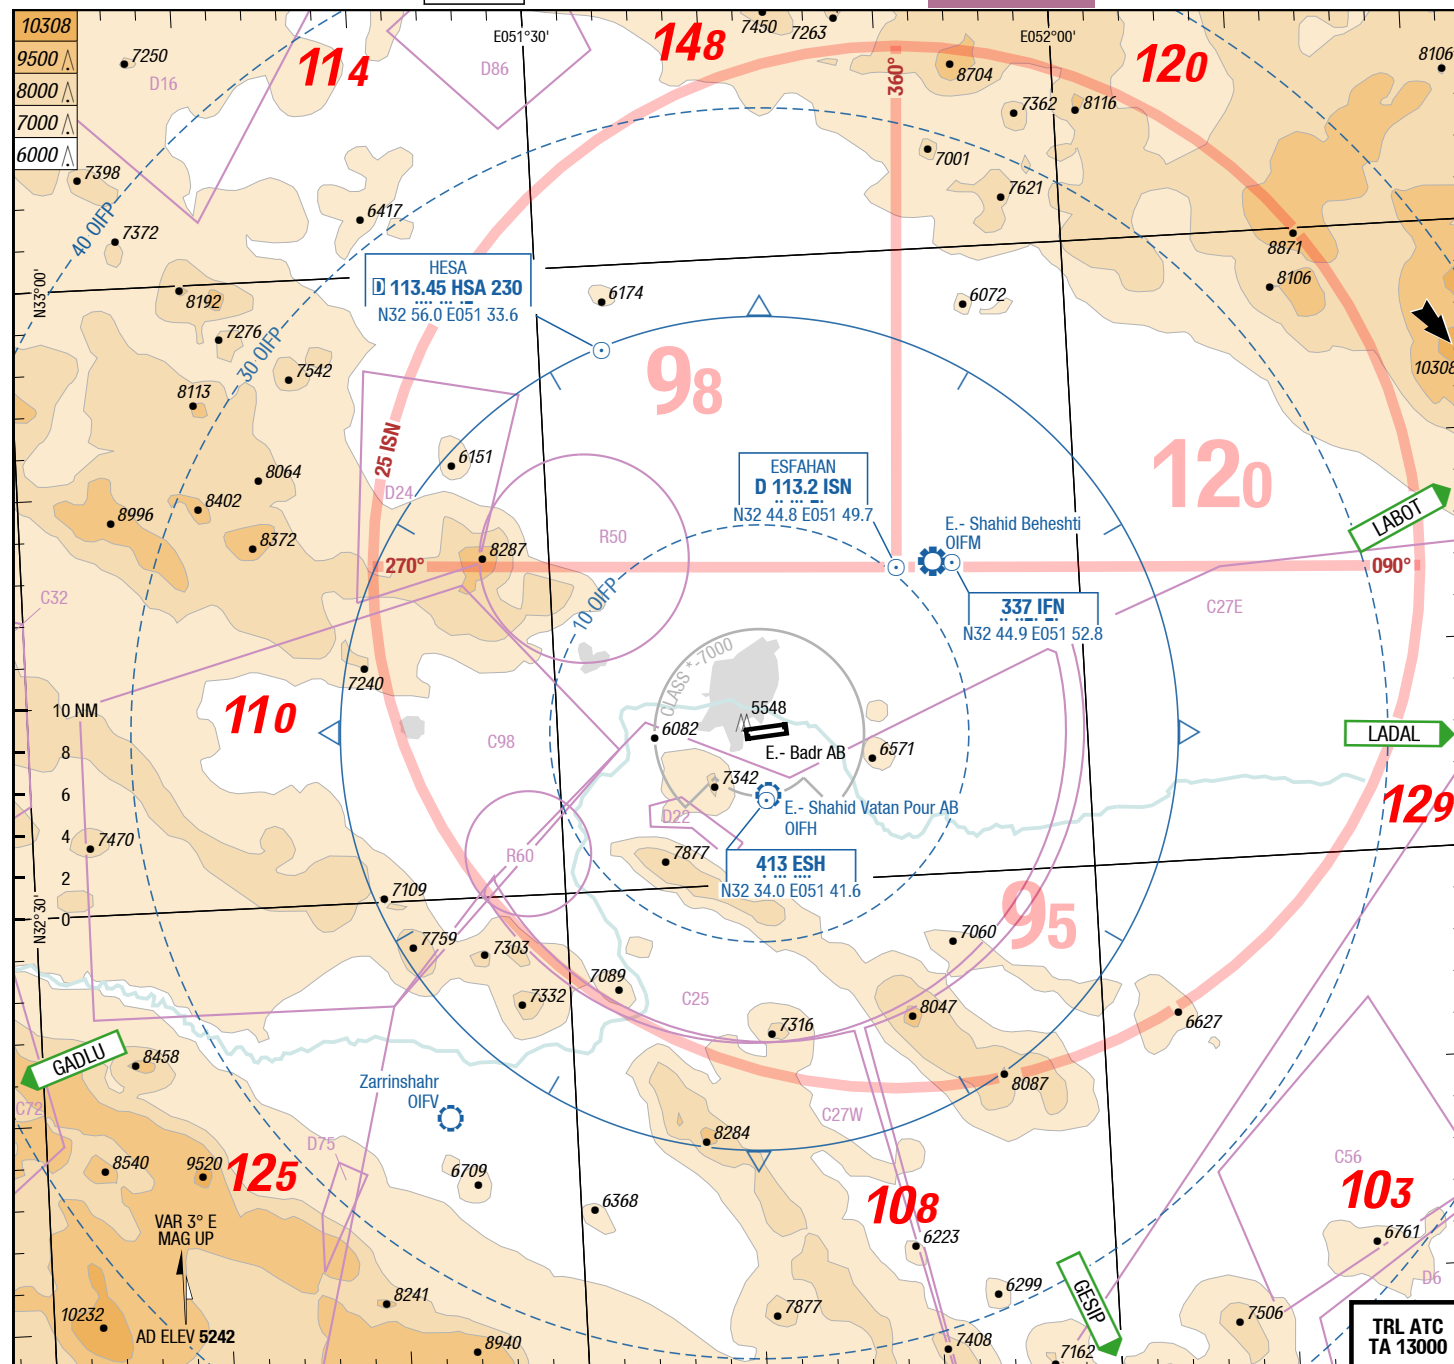 10308
9500
8000
7000
6000
7250
D16
114
D86
E051°30'
148
7450
7263
360°
8704
E052°00'
120
8106
7362
8116
7001
7621
7398
40 OIFP
7372
6417
8871
8106
N33°00'
8192
7276
30 OIFP
7542
8113
HESA
D 113.45 HSA 230
N32 56.0 E051 33.6
6174
6072
10308
98
120
25 ISN
6151
D24
8064
8402
8996
8372
8287
270°
R50
10 OIFP
ESFAHAN
D 113.2 ISN
N32 44.8 E051 49.7
E.- Shahid Beheshti
OIFM
LABOT
090°
337 IFN
N32 44.9 E051 52.8
C27E
C32
7240
110
10 NM
8
6
4
2
0
C98
CLASS *-7000
6082
5548
E.- Badr AB
6571
LADAL
129
7342
E.- Shahid Vatan Pour AB
OIFH
D22
7470
R60
7877
413 ESH
N32 34.0 E051 41.6
N32°30'
7109
7759
7303
7332
7089
C25
7316
95
7060
8047
6627
8087
GADLU
8458
C72
Zarrinshahr
OIFV
C27W
8284
D75
8540
9520
125
6709
6368
108
6223
C56
103
6761
D6
VAR 3° E
MAG UP
10232
AD ELEV 5242
8241
8940
7877
6299
GESIP
7408
7162
7506
TRL ATC
TA 13000